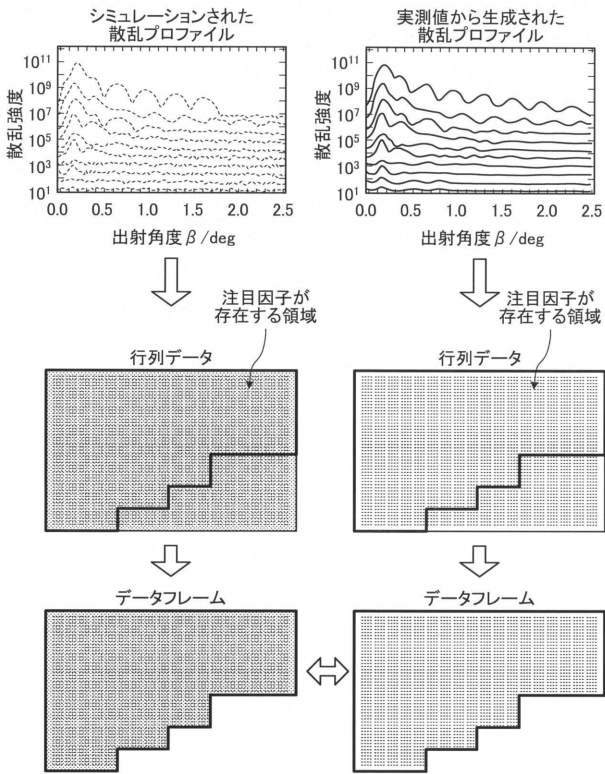 シミュレーションされた
散乱プロファイル
散乱強度
10¹¹
10⁹
10⁷
10⁵
10³
10¹
0.0 0.5 1.0 1.5 2.0 2.5
出射角度β/deg
実測値から生成された
散乱プロファイル
散乱強度
10¹¹
10⁹
10⁷
10⁵
10³
10¹
0.0 0.5 1.0 1.5 2.0 2.5
出射角度β/deg
注目因子が
存在する領域
行列データ
注目因子が
存在する領域
行列データ
データフレーム
データフレーム